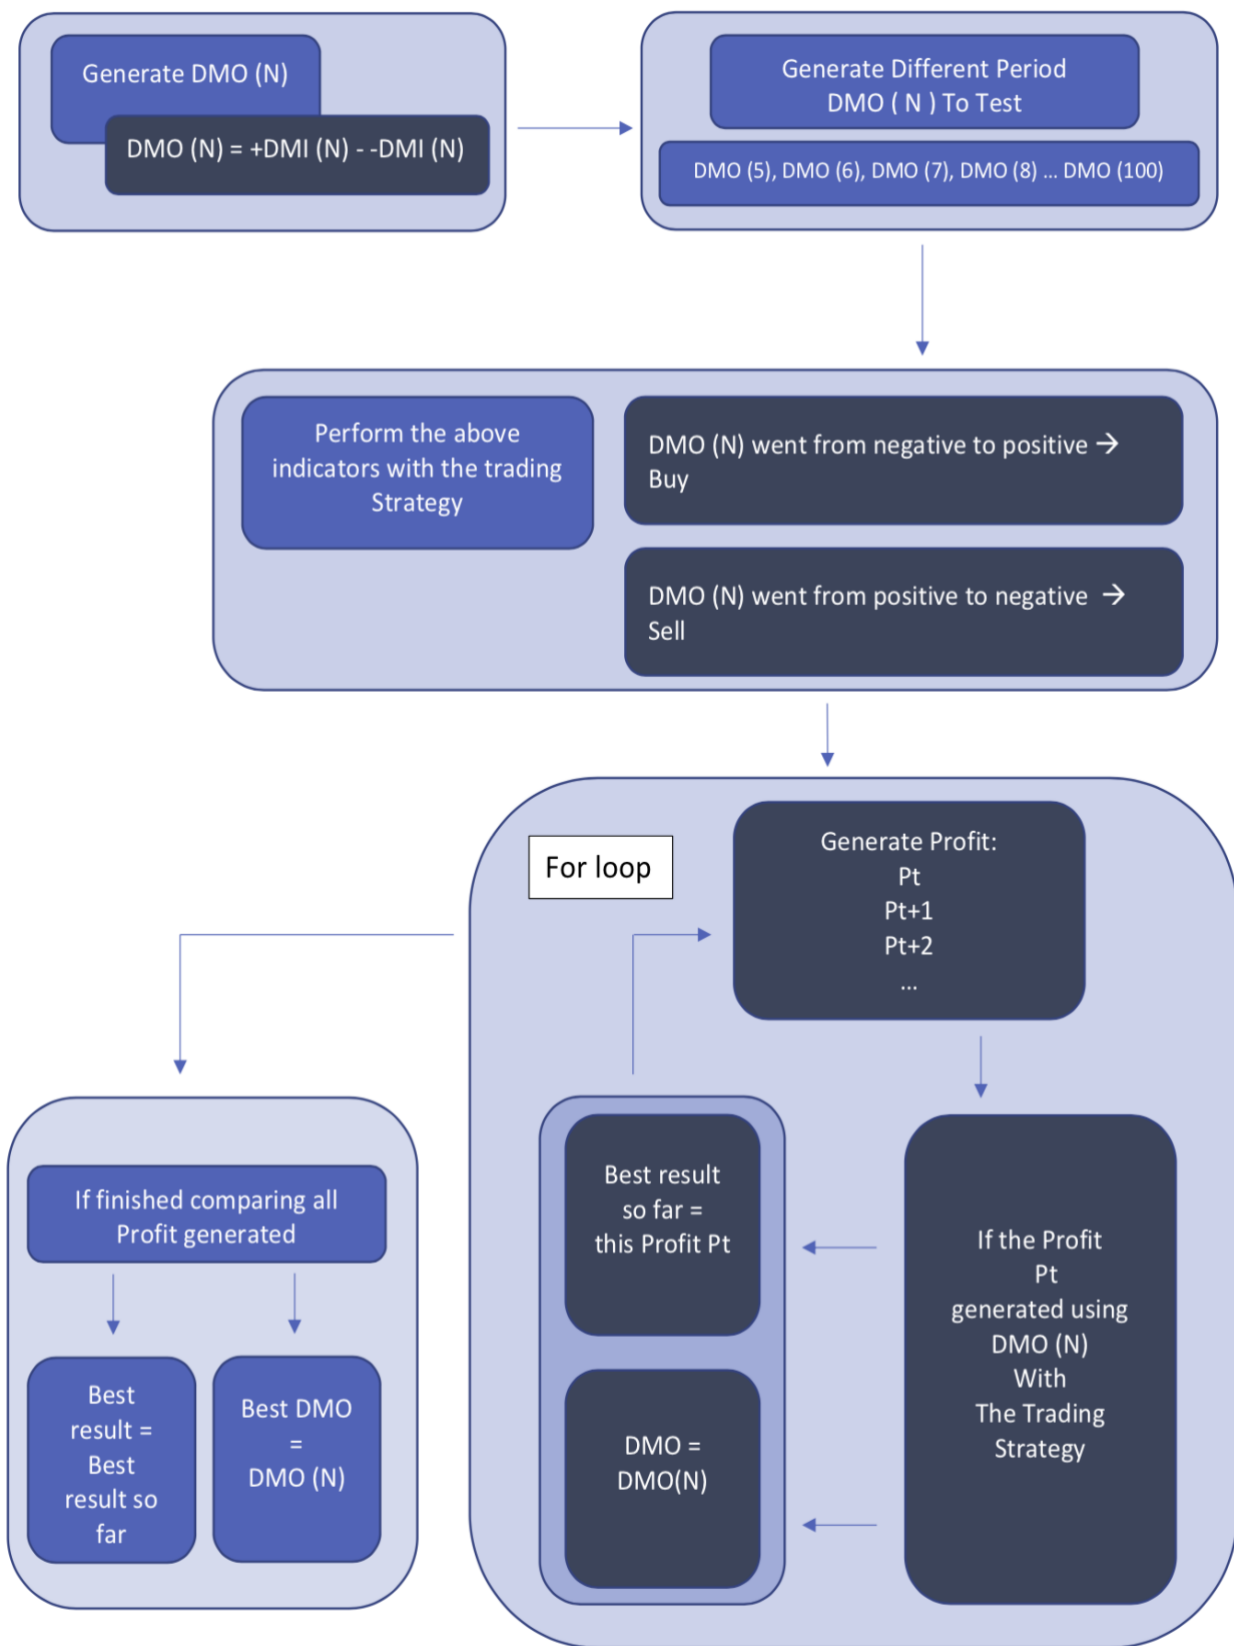 Generate DMO (N)
DMO (N) = +DMI (N) - -DMI (N)
Generate Different Period
DMO ( N ) To Test
DMO (5), DMO (6), DMO (7), DMO (8) ... DMO (100)
Perform the above
indicators with the trading
Strategy
DMO (N) went from negative to positive →
Buy
DMO (N) went from positive to negative →
Sell
For loop
Generate Profit:
Pt
Pt+1
Pt+2
...
If the Profit
Pt
generated using
DMO (N)
With
The Trading
Strategy
Best result
so far =
this Profit Pt
DMO =
DMO(N)
If finished comparing all
Profit generated
Best
result =
Best
result so
far
Best DMO
=
DMO (N)